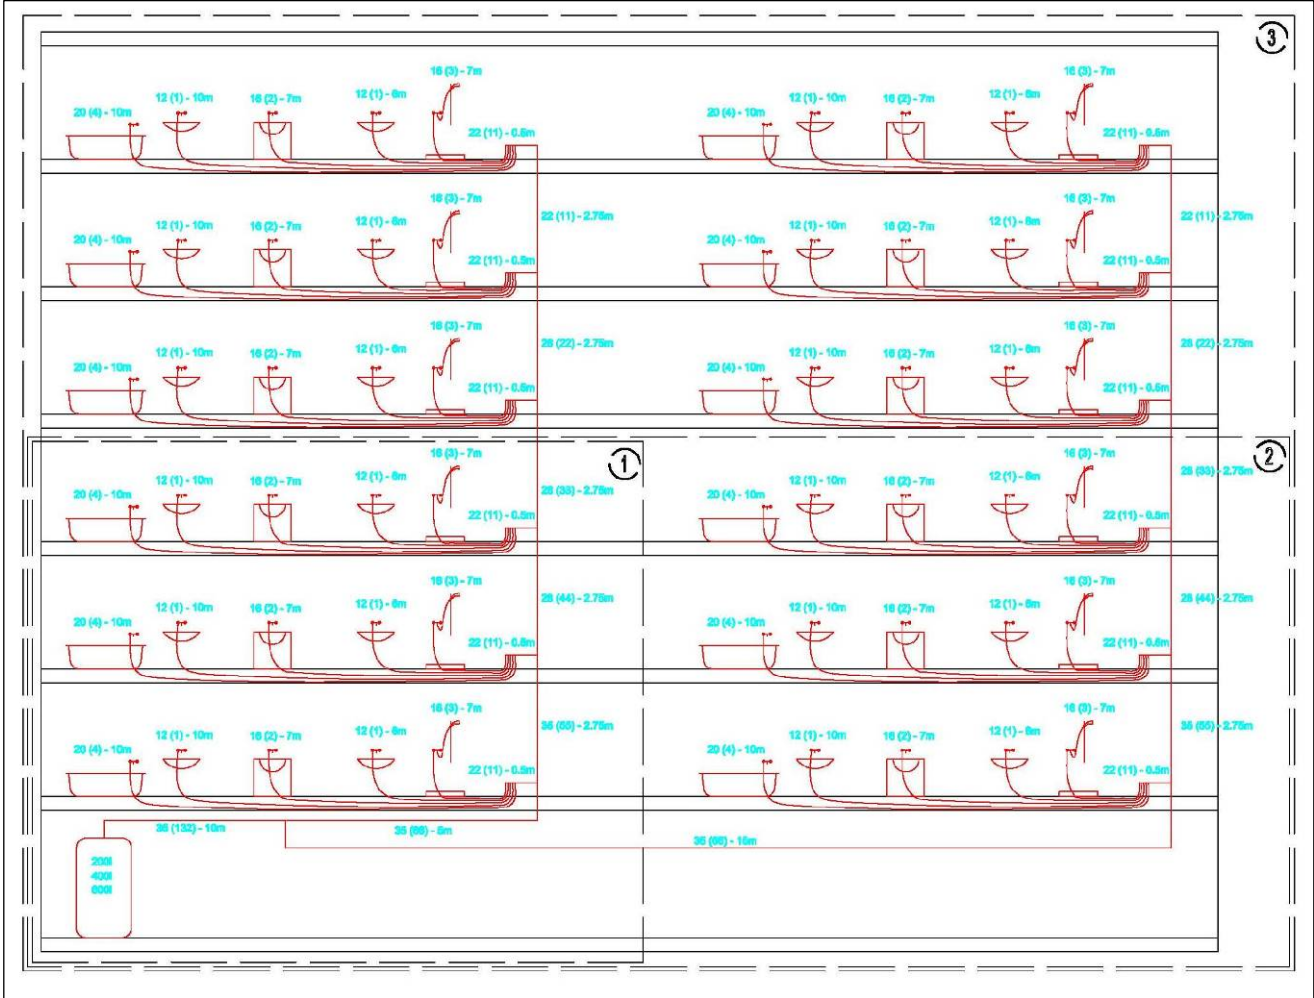 3
16 (3) - 7m
16 (3) - 7m
20 (4) - 10m
12 (1) - 10m
16 (2) - 7m
12 (1) - 6m
22 (11) - 0.5m
20 (4) - 10m
12 (1) - 10m
16 (2) - 7m
12 (1) - 6m
22 (11) - 0.5m
16 (3) - 7m
16 (3) - 7m
22 (11) - 2.75m
22 (11) - 2.75m
20 (4) - 10m
12 (1) - 10m
16 (2) - 7m
12 (1) - 6m
22 (11) - 0.5m
20 (4) - 10m
12 (1) - 10m
16 (2) - 7m
12 (1) - 6m
22 (11) - 0.5m
16 (3) - 7m
16 (3) - 7m
28 (22) - 2.75m
28 (22) - 2.75m
20 (4) - 10m
12 (1) - 10m
16 (2) - 7m
12 (1) - 6m
22 (11) - 0.5m
20 (4) - 10m
12 (1) - 10m
16 (2) - 7m
12 (1) - 6m
22 (11) - 0.5m
1
2
16 (3) - 7m
16 (3) - 7m
28 (33) - 2.75m
28 (33) - 2.75m
20 (4) - 10m
12 (1) - 10m
16 (2) - 7m
12 (1) - 6m
22 (11) - 0.5m
20 (4) - 10m
12 (1) - 10m
16 (2) - 7m
12 (1) - 6m
22 (11) - 0.5m
16 (3) - 7m
16 (3) - 7m
28 (44) - 2.75m
28 (44) - 2.75m
20 (4) - 10m
12 (1) - 10m
16 (2) - 7m
12 (1) - 6m
22 (11) - 0.5m
20 (4) - 10m
12 (1) - 10m
16 (2) - 7m
12 (1) - 6m
22 (11) - 0.5m
16 (3) - 7m
16 (3) - 7m
35 (55) - 2.75m
35 (55) - 2.75m
20 (4) - 10m
12 (1) - 10m
16 (2) - 7m
12 (1) - 6m
22 (11) - 0.5m
20 (4) - 10m
12 (1) - 10m
16 (2) - 7m
12 (1) - 6m
22 (11) - 0.5m
35 (132) - 10m
35 (66) - 5m
35 (66) - 15m
200l
400l
600l